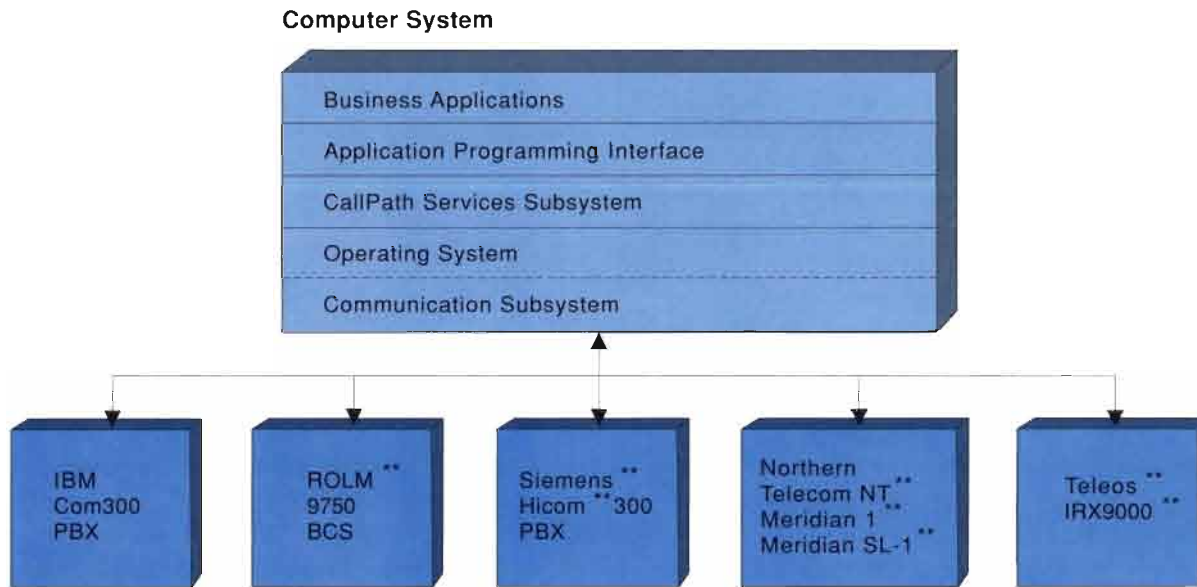 Computer System
Business Applications
Application Programming Interface
CallPath Services Subsystem
Operating System
Communication Subsystem
IBM
Com300
PBX
ROLM **
9750
BCS
Siemens **
Hicom ** 300
PBX
Northern
Telecom NT **
Meridian 1 **
Meridian SL-1 **
Teleos **
IRX9000 **